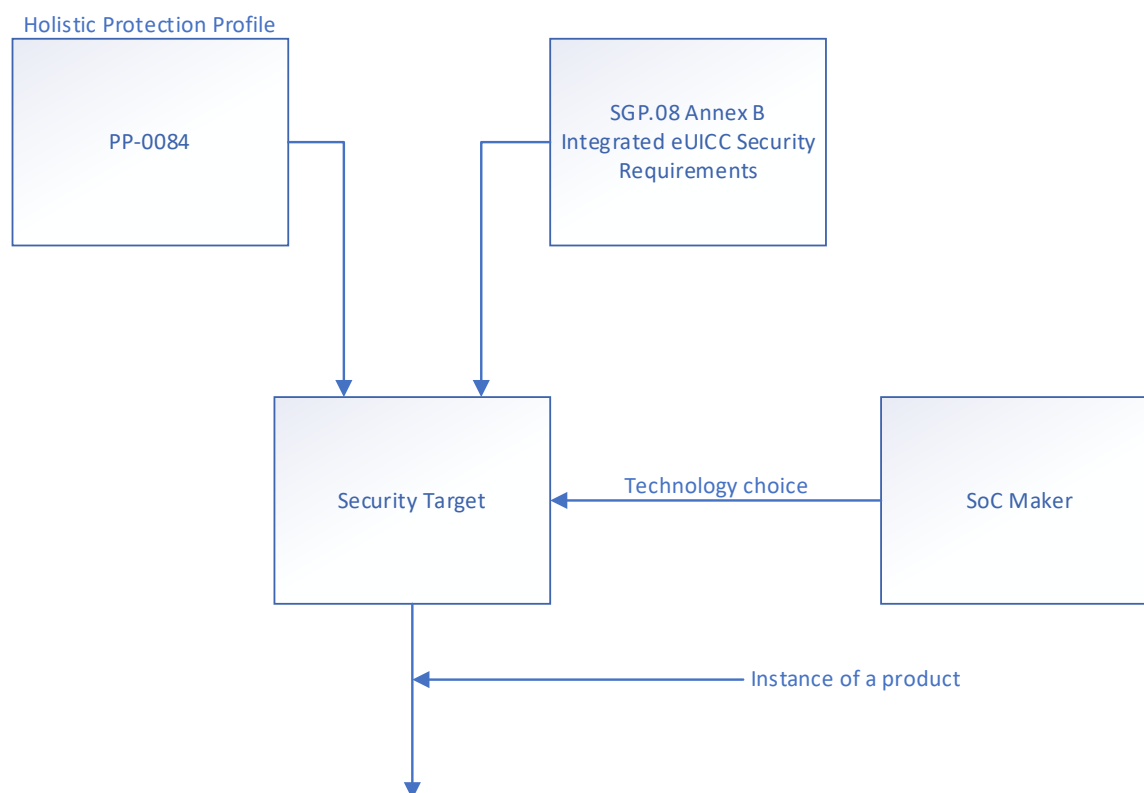 Holistic Protection Profile
PP-0084
SGP.08 Annex B
Integrated eUICC Security
Requirements
Security Target
Technology choice
SoC Maker
Instance of a product